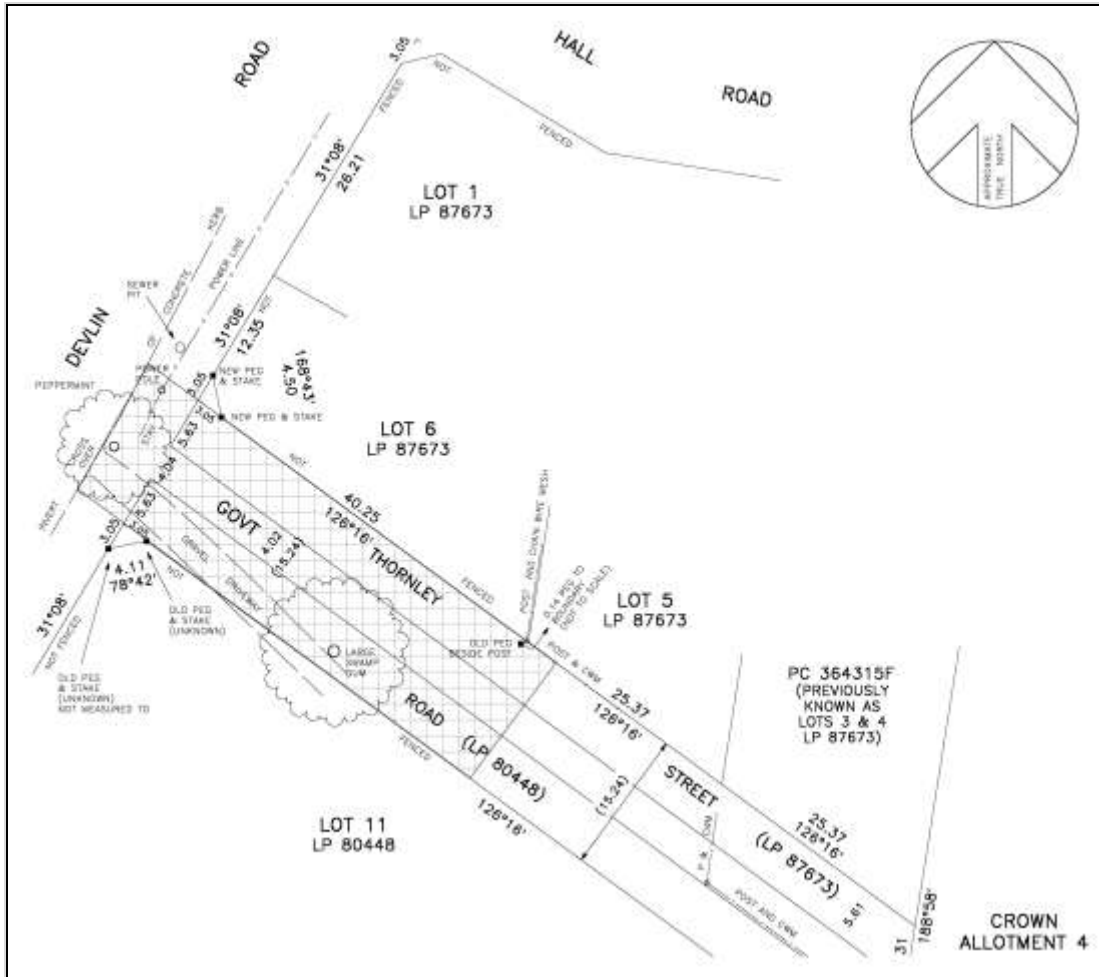 ROAD
HALL
ROAD
3.05
NOT
FENCED
FENCED
31°08'
26.21
APPROXIMATE
TRUE NORTH
LOT 1
LP 87673
KERB
CONCRETE
POWER LINE
SEWER
PIT
NOT
31°08'
12.35
DEVLIN
168°43'
4.50
POWER
POLE
3.05
NEW PEG
& STAKE
PEPPERMINT
3.05
NEW PEG & STAKE
LOT 6
LP 87673
STAY
5.63
CROSS
OVER
4.04
NOT
40.25
126°16'
INVERT
5.63
GOVT
4.02
(15.24)
THORNLEY
POST AND CHAIN WIRE MESH
3.05
3.05
4.11
78°42'
NOT
GRAVEL
DRIVEWAY
FENCED
0.14 PEG TO
BOUNDARY
(NOT TO SCALE)
LOT 5
LP 87673
31°08'
NOT FENCED
OLD PEG
& STAKE
(UNKNOWN)
OLD PEG
BESIDE POST
POST & CWM
LARGE
SWAMP
GUM
OLD PEG
& STAKE
(UNKNOWN)
NOT MEASURED TO
25.37
126°16'
PC 364315F
(PREVIOUSLY
KNOWN AS
LOTS 3 & 4
LP 87673)
ROAD
(LP 80448)
FENCED
(15.24)
STREET
(LP 87673)
25.37
126°16'
126°16'
LOT 11
LP 80448
POST AND CWM
5.61
31
188°58'
CROWN
ALLOTMENT 4